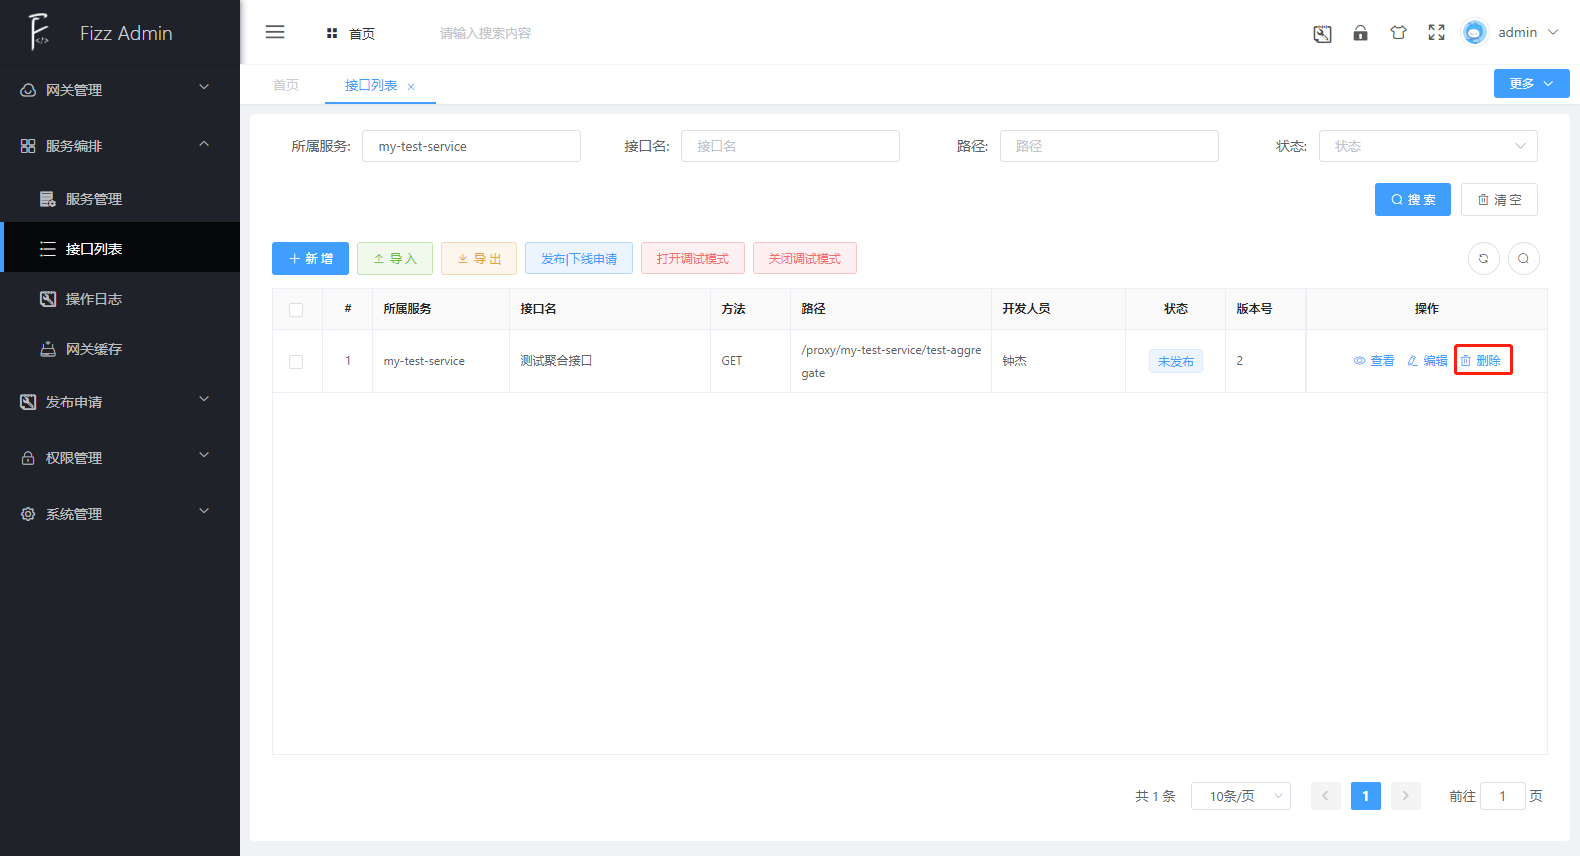 Fizz Admin
首页
请输入搜索内容
admin
网关管理
服务编排
服务管理
接口列表
操作日志
网关缓存
发布申请
权限管理
系统管理
首页
接口列表 ×
更多
所属服务: my-test-service
接口名: 接口名
路径: 路径
状态: 状态
搜 索
清 空
新 增
导 入
导 出
发布|下线申请
打开调试模式
关闭调试模式
# 所属服务 接口名 方法 路径 开发人员 状态 版本号 操作
1 my-test-service 测试聚合接口 GET /proxy/my-test-service/test-aggre
gate 钟杰 未发布 2 查看 编辑 删除
共 1 条 10条/页 < 1 > 前往 1 页